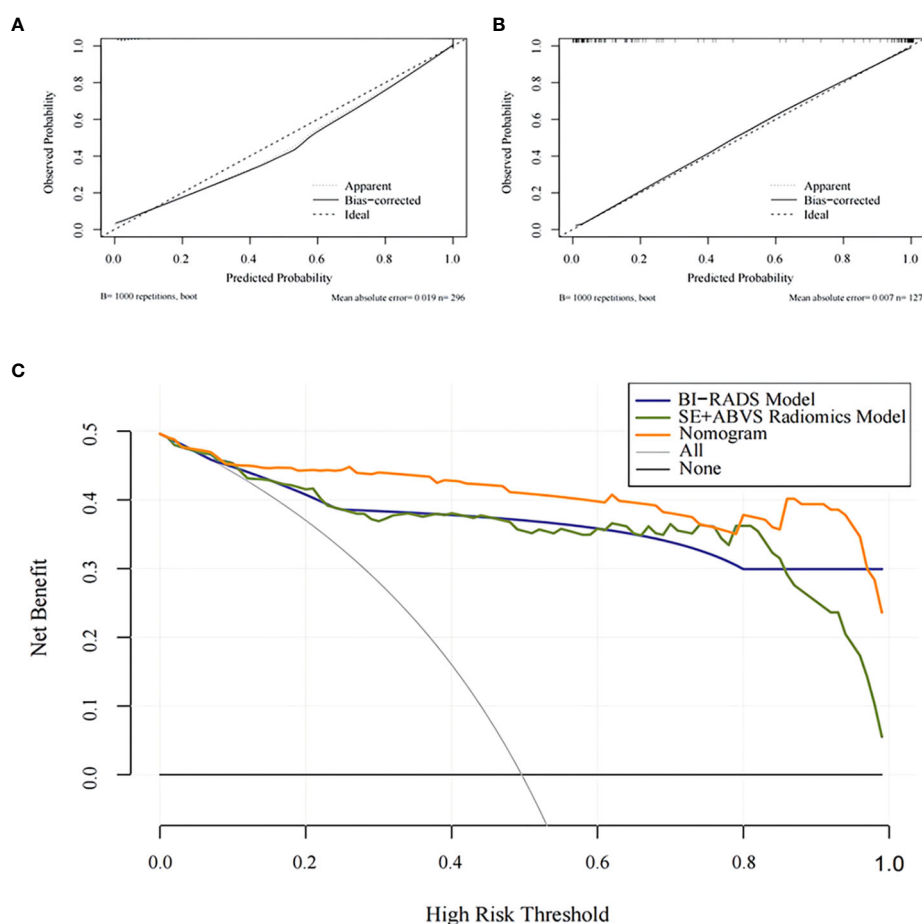 A
Observed Probability
0.0 0.2 0.4 0.6 0.8 1.0
Apparent
Bias−corrected
Ideal
0.0 0.2 0.4 0.6 0.8 1.0
Predicted Probability
B= 1000 repetitions, boot
Mean absolute error= 0 019 n= 296
B
Observed Probability
0.0 0.2 0.4 0.6 0.8 1.0
Apparent
Bias−corrected
Ideal
0.0 0.2 0.4 0.6 0.8 1.0
Predicted Probability
B= 1000 repetitions, boot
Mean absolute error= 0 007 n= 127
C
Net Benefit
0.0 0.1 0.2 0.3 0.4 0.5
BI−RADS Model
SE+ABVS Radiomics Model
Nomogram
All
None
0.0 0.2 0.4 0.6 0.8 1.0
High Risk Threshold